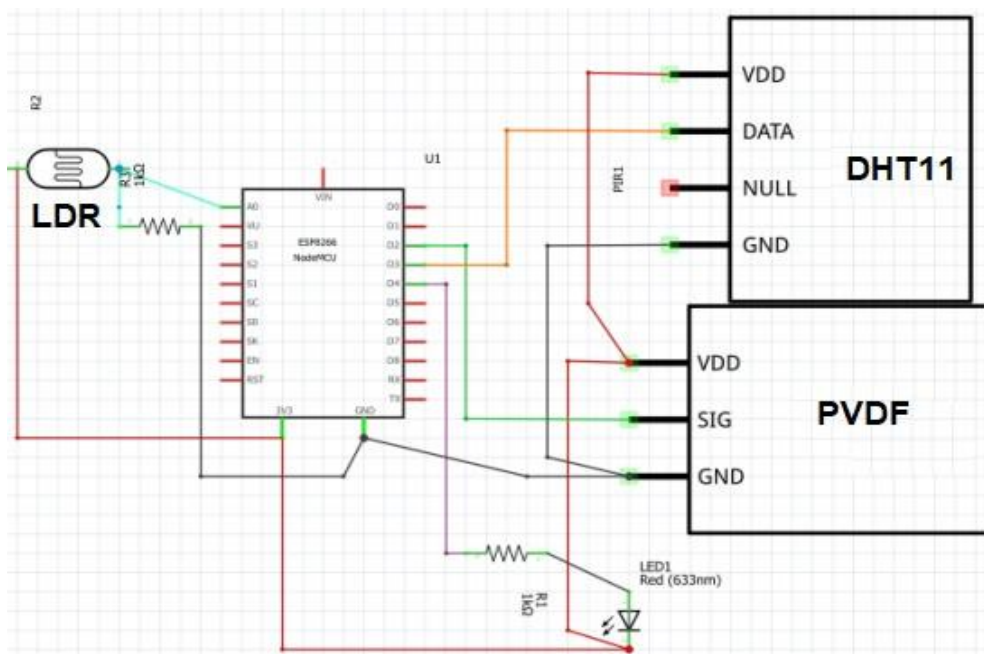 R2
LDR
R3
1kΩ
U1
VIN
ESP8266
NodeMCU
A0
VU
S3
S2
S1
SC
S0
SK
EN
RST
D0
D1
D2
D3
D4
D5
D6
D7
D8
RX
TX
3V3
GND
PIR1
VDD
DATA
NULL
GND
DHT11
VDD
SIG
GND
PVDF
R1
1kΩ
LED1
Red (633nm)